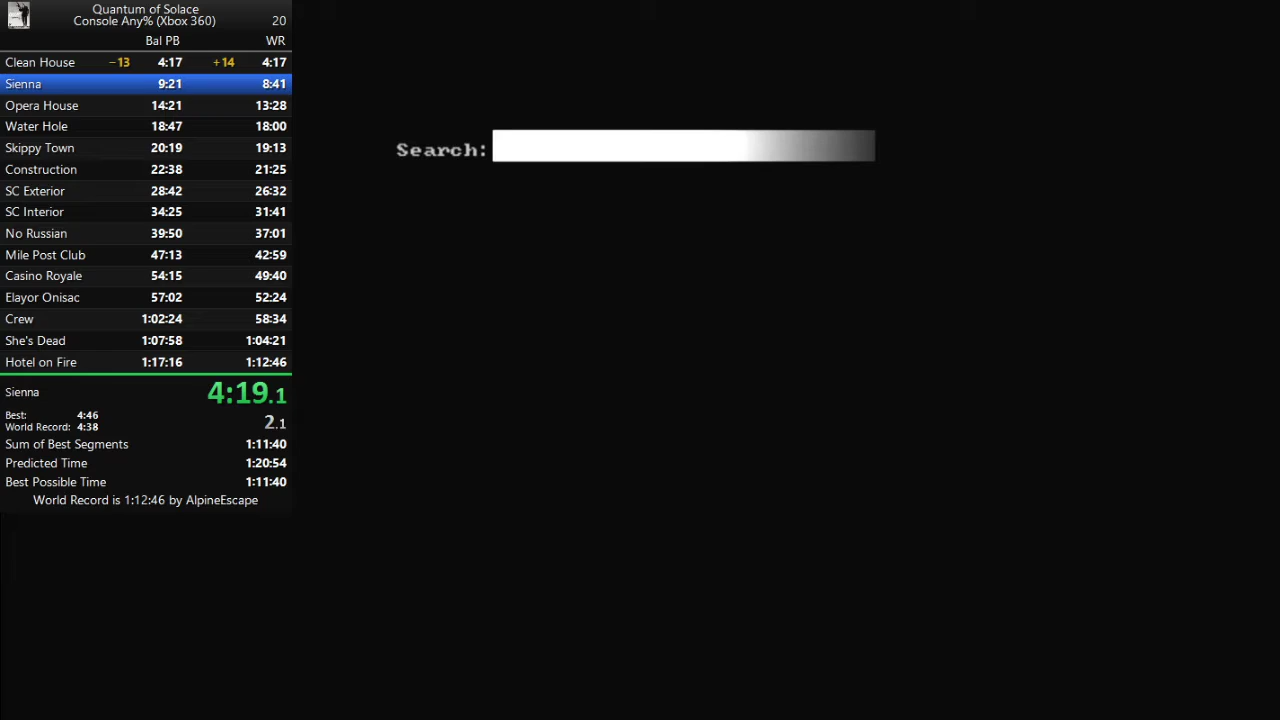 Quantum of Solace
Console Any% (Xbox 360) 20
Bal PB WR
Clean House −13 4:17 +14 4:17
Sienna 9:21 8:41
Opera House 14:21 13:28
Water Hole 18:47 18:00
Skippy Town 20:19 19:13
Construction 22:38 21:25
SC Exterior 28:42 26:32
SC Interior 34:25 31:41
No Russian 39:50 37:01
Mile Post Club 47:13 42:59
Casino Royale 54:15 49:40
Elayor Onisac 57:02 52:24
Crew 1:02:24 58:34
She's Dead 1:07:58 1:04:21
Hotel on Fire 1:17:16 1:12:46
Sienna 4:19.1
Best: 4:46
World Record: 4:38 2.1
Sum of Best Segments 1:11:40
Predicted Time 1:20:54
Best Possible Time 1:11:40
World Record is 1:12:46 by AlpineEscape
Search: